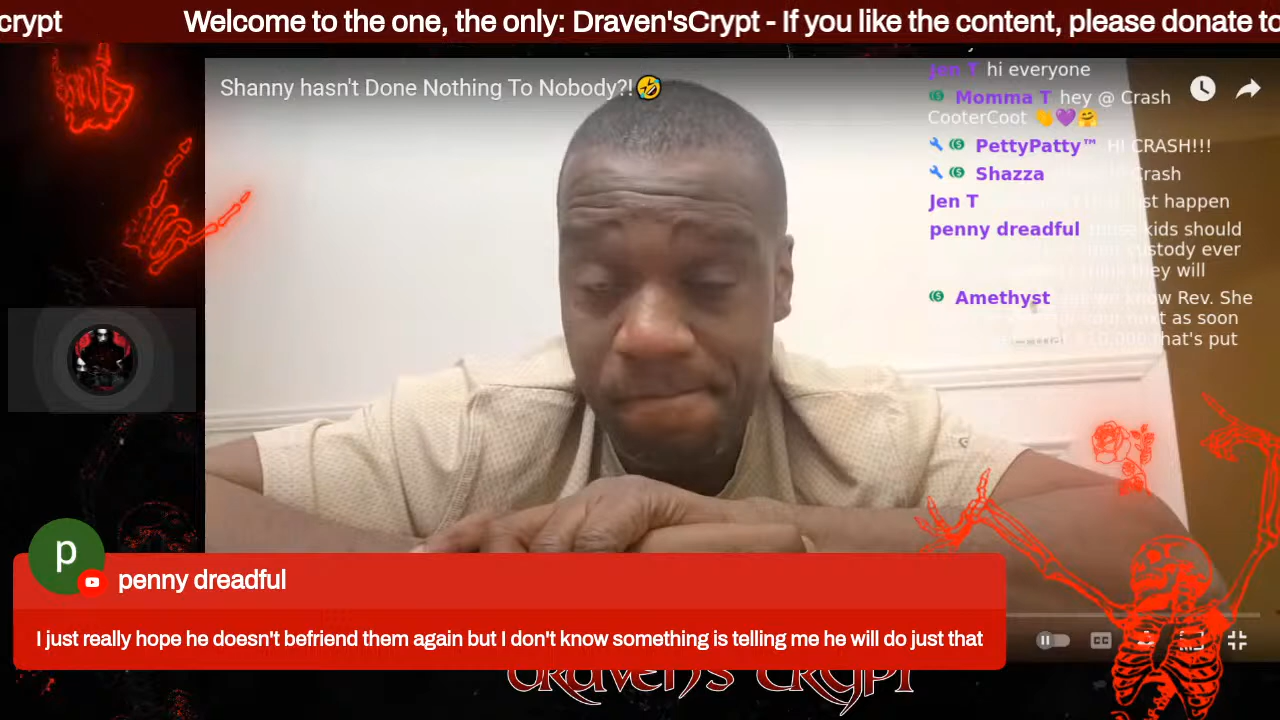 crypt Welcome to the one, the only: Draven'sCrypt - If you like the content, please donate to
Shanny hasn't Done Nothing To Nobody?!🤣
Jen T hi everyone
Momma T hey @ Crash
CooterCoot 👏💜🤗
PettyPatty™ HI CRASH!!!
Shazza Crash
Jen T happen
penny dreadful kids should
custody ever
they will
Amethyst know Rev. She
as soon
that's put
p
penny dreadful
I just really hope he doesn't befriend them again but I don't know something is telling me he will do just that
CC
draven's crypt